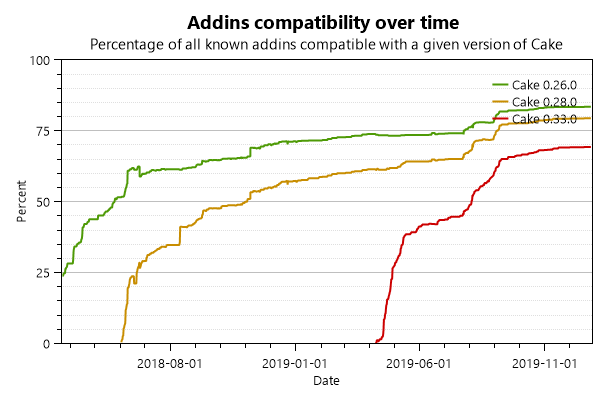 Addins compatibility over time
Percentage of all known addins compatible with a given version of Cake
100
75
50
25
0
Percent
Cake 0.26.0
Cake 0.28.0
Cake 0.33.0
2018-08-01
2019-01-01
2019-06-01
2019-11-01
Date